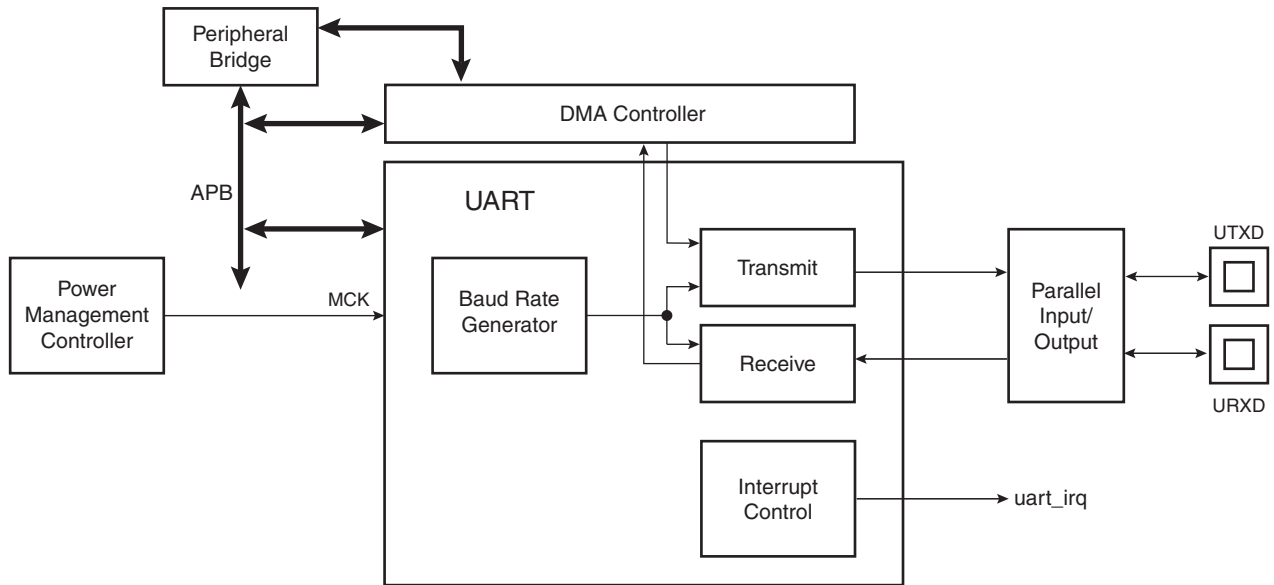 Peripheral
Bridge
DMA Controller
APB
UART
Power
Management
Controller
MCK
Baud Rate
Generator
Transmit
Receive
Interrupt
Control
uart_irq
Parallel
Input/
Output
UTXD
URXD